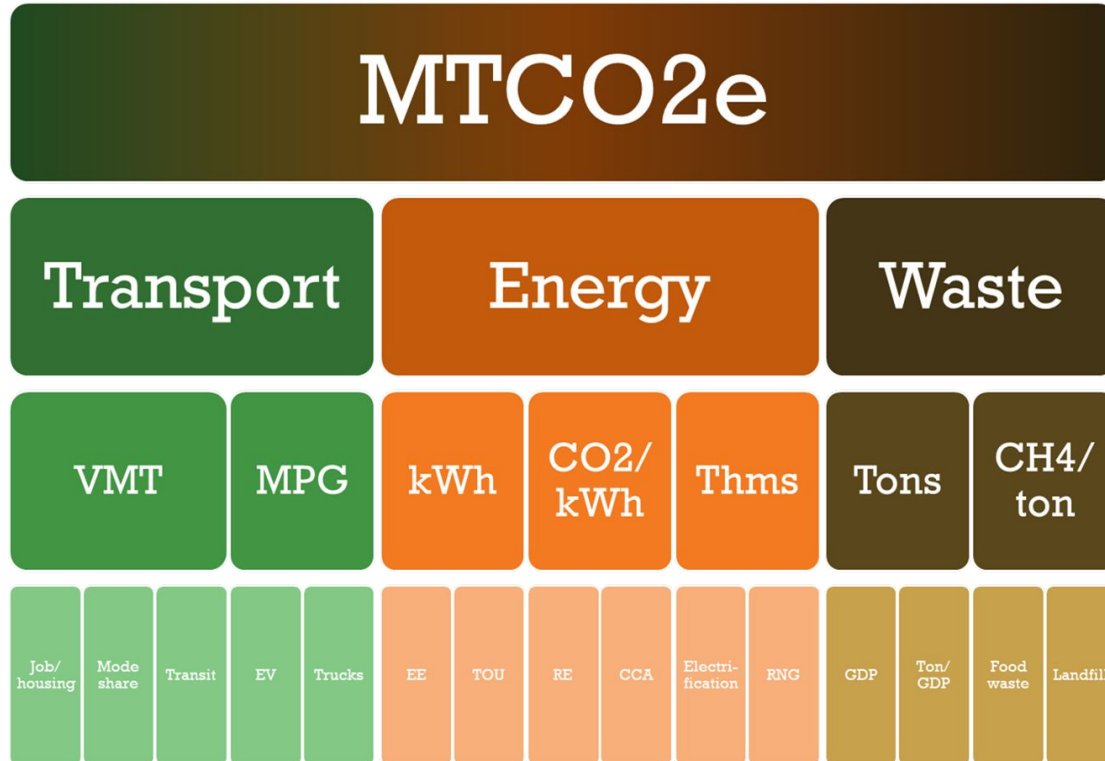 MTCO2e
Transport
Energy
Waste
VMT
MPG
kWh
CO2/
kWh
Thms
Tons
CH4/
ton
Job/
housing
Mode
share
Transit
EV
Trucks
EE
TOU
RE
CCA
Electri-
fication
RNG
GDP
Ton/
GDP
Food
waste
Landfill